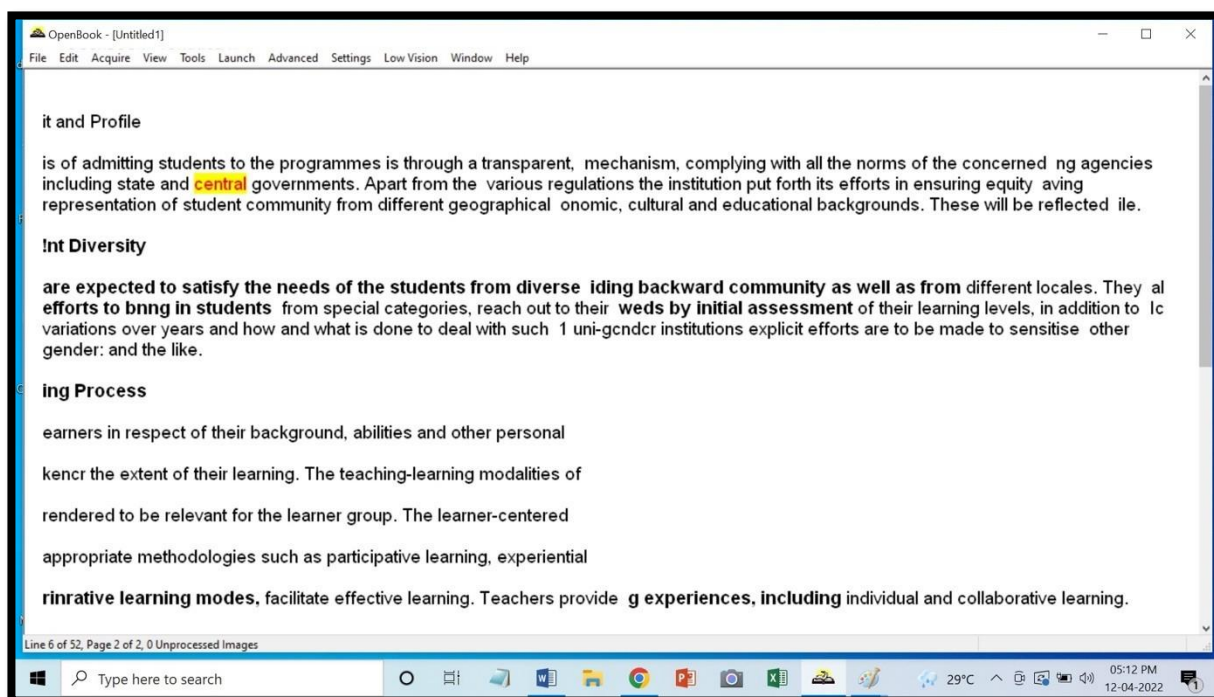 OpenBook - [Untitled1]
File Edit Acquire View Tools Launch Advanced Settings Low Vision Window Help
it and Profile
is of admitting students to the programmes is through a transparent, mechanism, complying with all the norms of the concerned ng agencies
including state and central governments. Apart from the various regulations the institution put forth its efforts in ensuring equity aving
representation of student community from different geographical onomic, cultural and educational backgrounds. These will be reflected ile.
!nt Diversity
are expected to satisfy the needs of the students from diverse iding backward community as well as from different locales. They al
efforts to bnng in students from special categories, reach out to their weds by initial assessment of their learning levels, in addition to lc
variations over years and how and what is done to deal with such 1 uni-gcndcr institutions explicit efforts are to be made to sensitise other
gender: and the like.
ing Process
earners in respect of their background, abilities and other personal
kencr the extent of their learning. The teaching-learning modalities of
rendered to be relevant for the learner group. The learner-centered
appropriate methodologies such as participative learning, experiential
rinrative learning modes, facilitate effective learning. Teachers provide g experiences, including individual and collaborative learning.
Line 6 of 52, Page 2 of 2, 0 Unprocessed Images
Type here to search 29°C 05:12 PM
12-04-2022